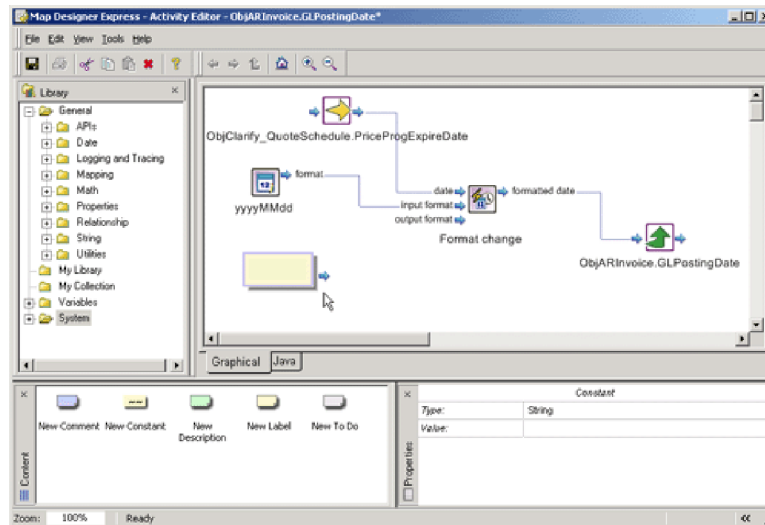 Map Designer Express - Activity Editor - ObjARInvoice.GLPostingDate*
File Edit View Tools Help
Library
General
APIs
Date
Logging and Tracing
Mapping
Math
Properties
Relationship
String
Utilities
My Library
My Collection
Variables
System
ObjClarify_QuoteSchedule.PriceProgExpireDate
format
yyyyMMdd
date
input format
output format
formatted date
Format change
ObjARInvoice.GLPostingDate
Graphical Java
Content
New Comment New Constant New Description New Label New To Do
Properties
Constant
Type: String
Value:
Zoom: 100% Ready